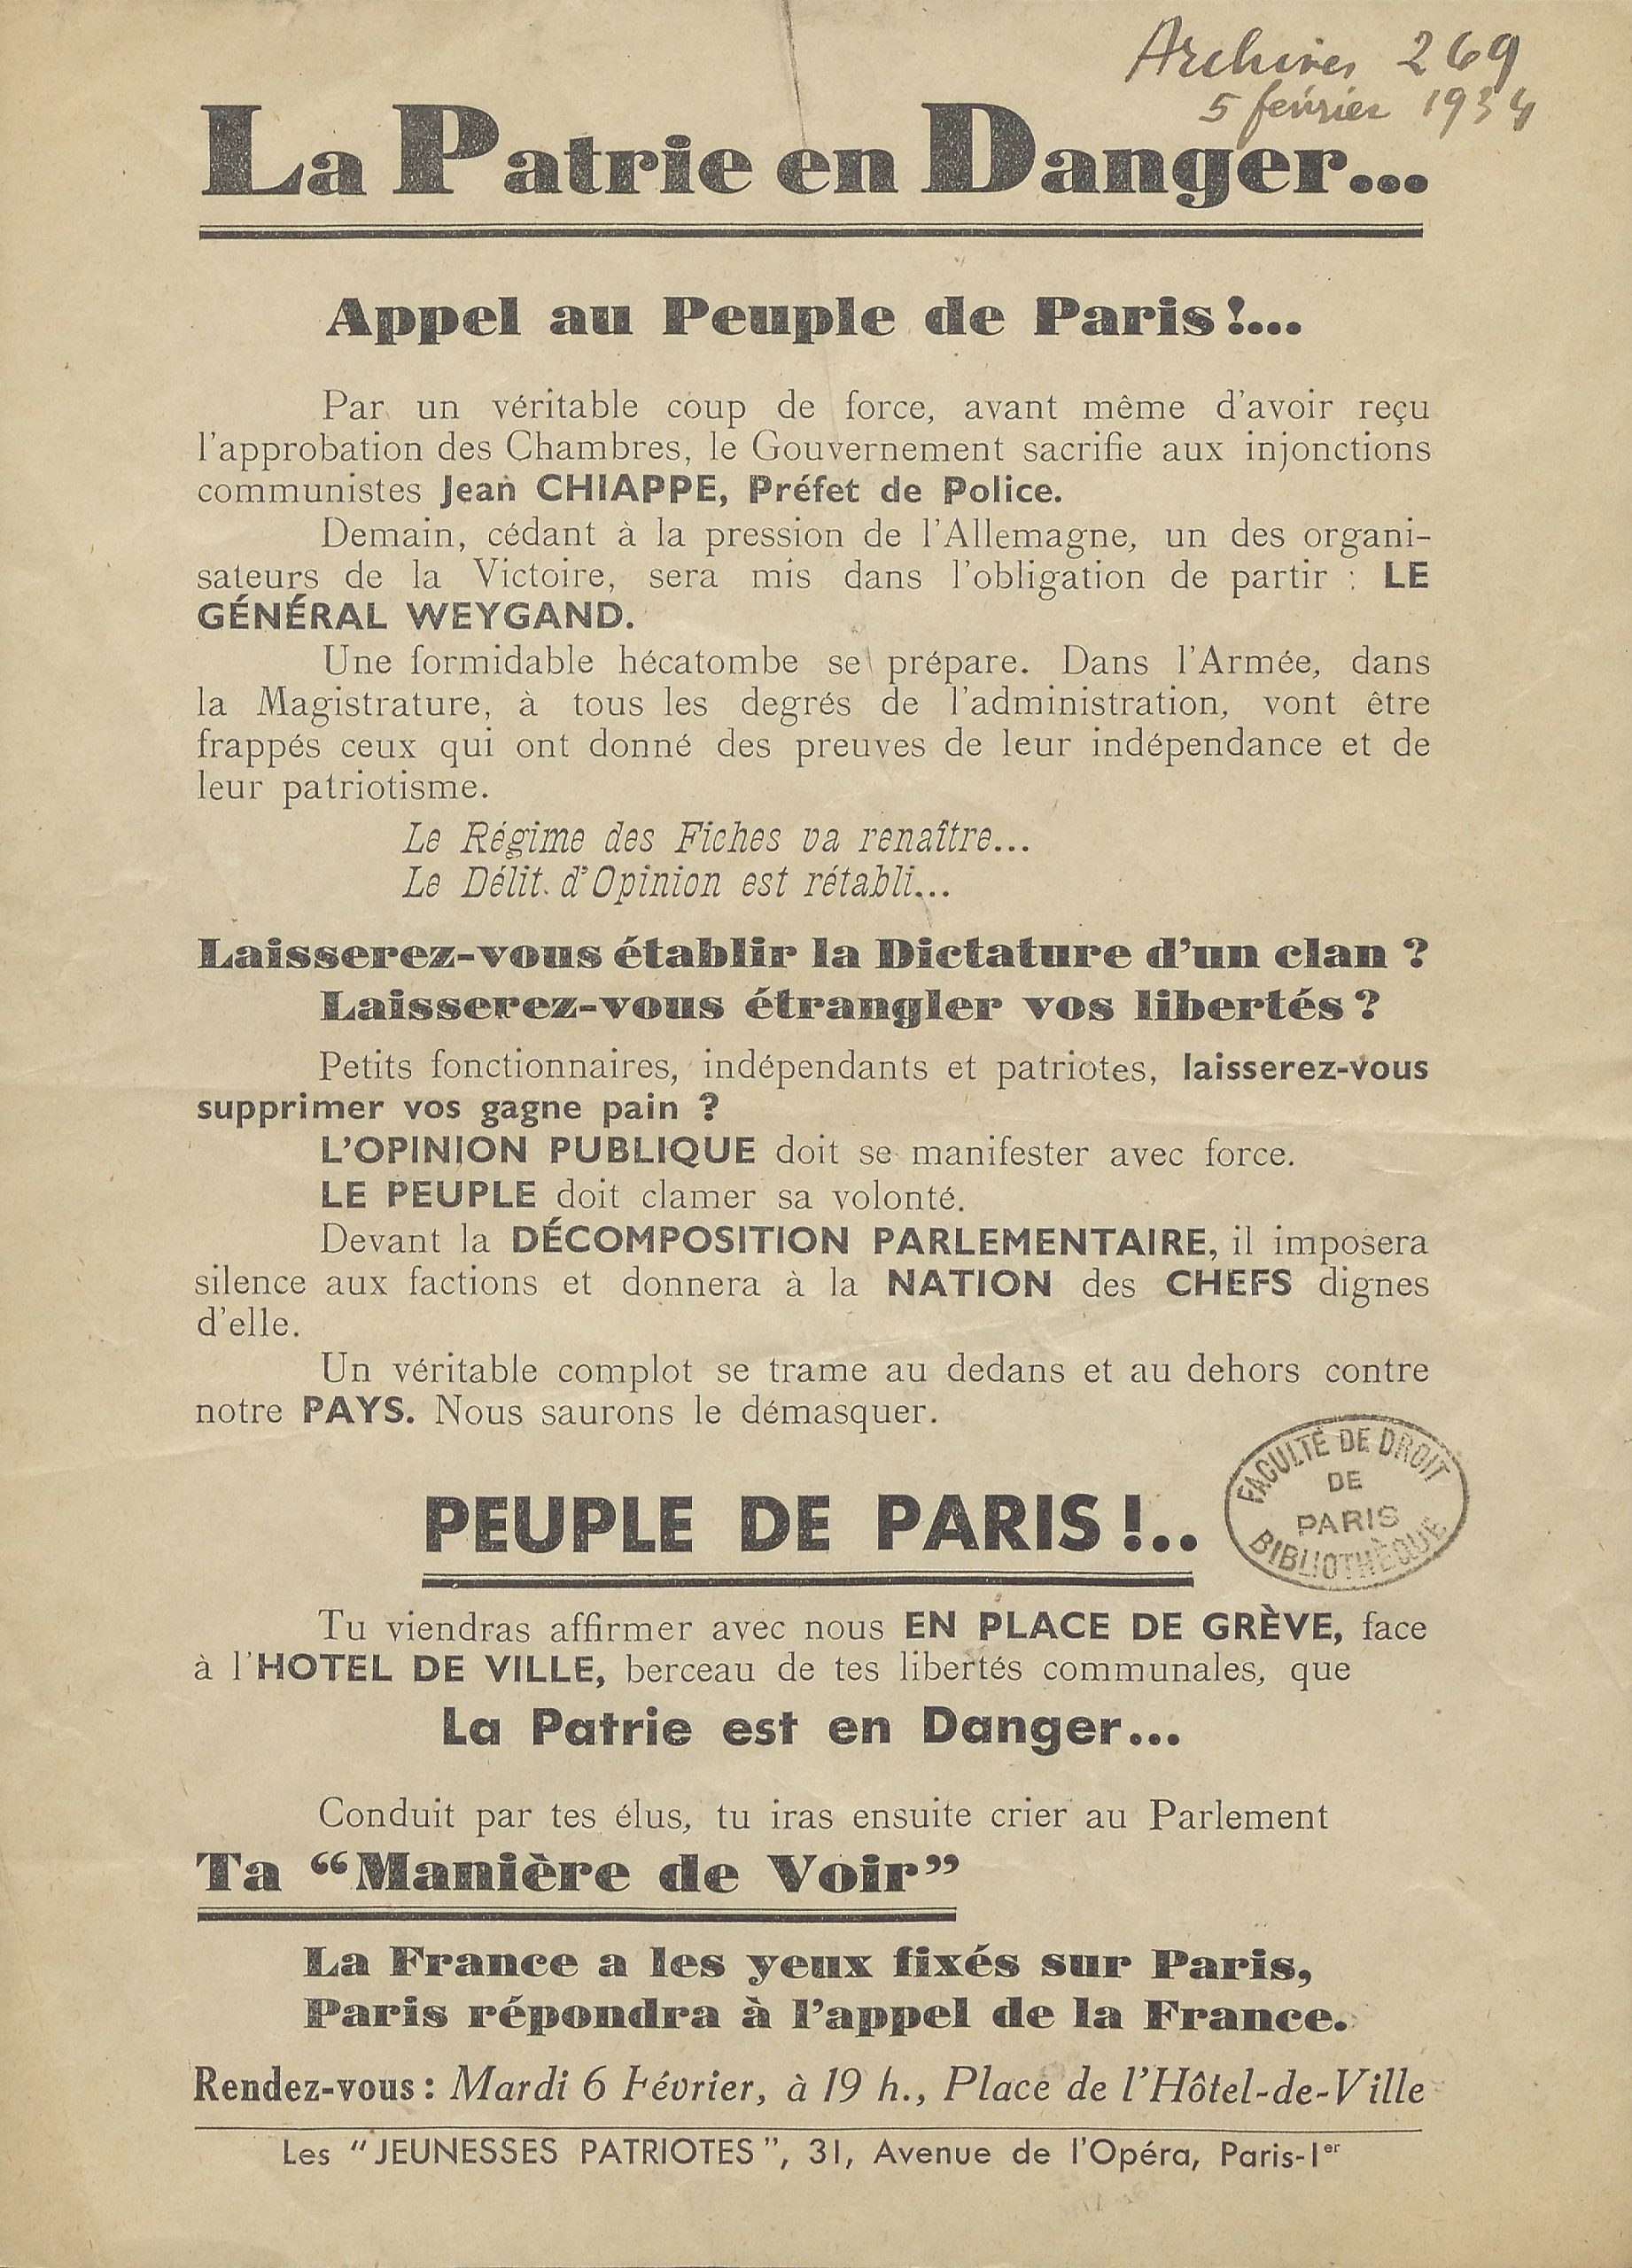 Archives 269
5 février 1934
La Patrie en Danger...
Appel au Peuple de Paris !...
Par un véritable coup de force, avant même d'avoir reçu
l'approbation des Chambres, le Gouvernement sacrifie aux injonctions
communistes Jean CHIAPPE, Préfet de Police.
Demain, cédant à la pression de l'Allemagne, un des organi-
sateurs de la Victoire, sera mis dans l'obligation de partir : LE
GÉNÉRAL WEYGAND.
Une formidable hécatombe se prépare. Dans l'Armée, dans
la Magistrature, à tous les degrés de l'administration, vont être
frappés ceux qui ont donné des preuves de leur indépendance et de
leur patriotisme.
Le Régime des Fiches va renaître...
Le Délit d'Opinion est rétabli...
Laisserez-vous établir la Dictature d'un clan ?
Laisserez-vous étrangler vos libertés ?
Petits fonctionnaires, indépendants et patriotes, laisserez-vous
supprimer vos gagne pain ?
L'OPINION PUBLIQUE doit se manifester avec force.
LE PEUPLE doit clamer sa volonté.
Devant la DÉCOMPOSITION PARLEMENTAIRE, il imposera
silence aux factions et donnera à la NATION des CHEFS dignes
d'elle.
Un véritable complot se trame au dedans et au dehors contre
notre PAYS. Nous saurons le démasquer.
PEUPLE DE PARIS !..
FACULTÉ DE DROIT
DE
PARIS
BIBLIOTHÈQUE
Tu viendras affirmer avec nous EN PLACE DE GRÈVE, face
à l'HOTEL DE VILLE, berceau de tes libertés communales, que
La Patrie est en Danger...
Conduit par tes élus, tu iras ensuite crier au Parlement
Ta “Manière de Voir”
La France a les yeux fixés sur Paris,
Paris répondra à l'appel de la France.
Rendez-vous : Mardi 6 Février, à 19 h., Place de l'Hôtel-de-Ville
Les “JEUNESSES PATRIOTES”, 31, Avenue de l'Opéra, Paris-1er